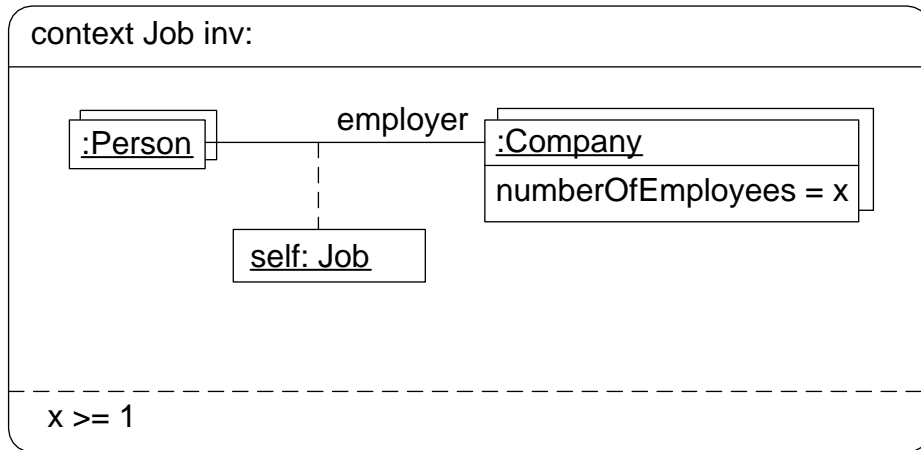 context Job inv:
employer
:Person
:Company
numberOfEmployees = x
self: Job
x >= 1